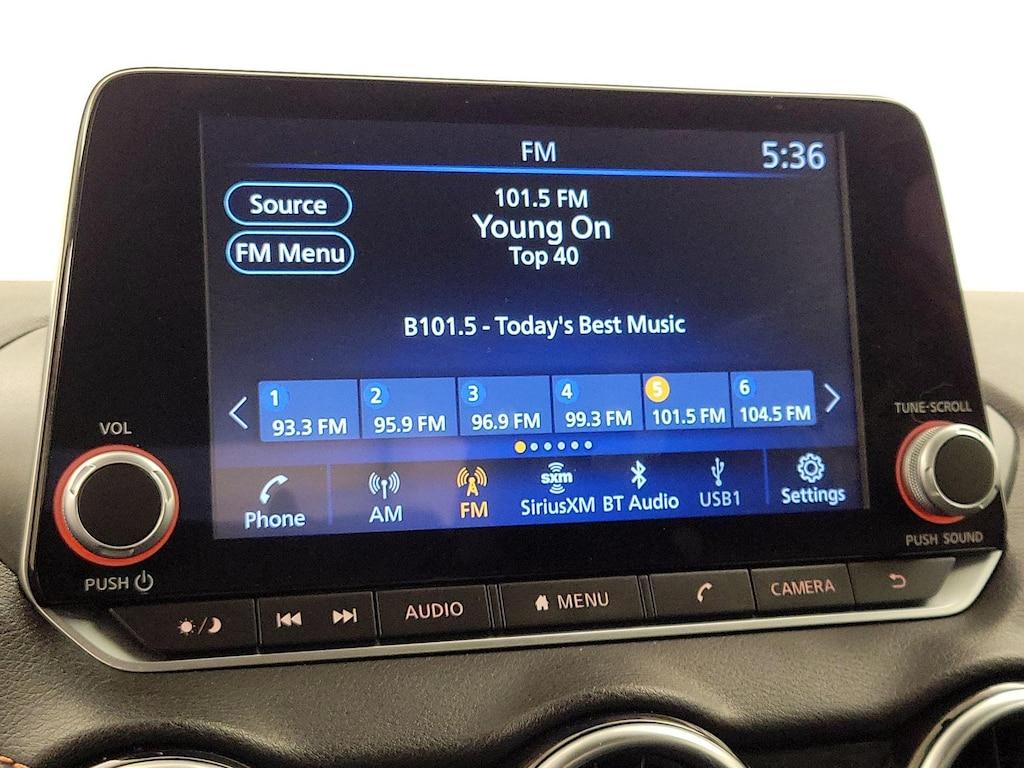 FM
5:36
Source
101.5 FM
Young On
FM Menu
Top 40
B101.5 - Today's Best Music
1 2 3 4 5 6
93.3 FM 95.9 FM 96.9 FM 99.3 FM 101.5 FM 104.5 FM
VOL
TUNE·SCROLL
sxm
Phone AM FM SiriusXM BT Audio USB1 Settings
PUSH
PUSH SOUND
AUDIO MENU CAMERA